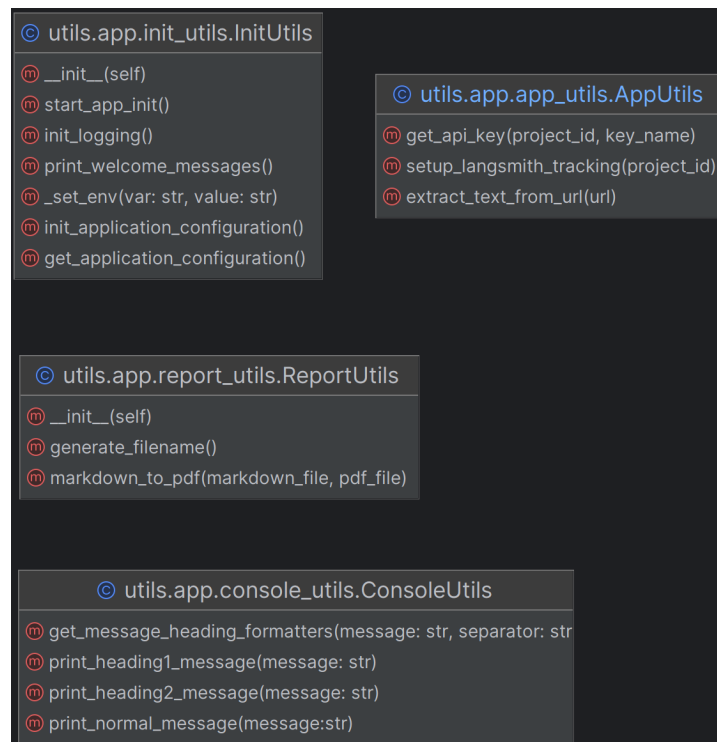 utils.app.init_utils.InitUtils
__init__(self)
start_app_init()
init_logging()
print_welcome_messages()
_set_env(var: str, value: str)
init_application_configuration()
get_application_configuration()
utils.app.app_utils.AppUtils
get_api_key(project_id, key_name)
setup_langsmith_tracking(project_id)
extract_text_from_url(url)
utils.app.report_utils.ReportUtils
__init__(self)
generate_filename()
markdown_to_pdf(markdown_file, pdf_file)
utils.app.console_utils.ConsoleUtils
get_message_heading_formatters(message: str, separator: str
print_heading1_message(message: str)
print_heading2_message(message: str)
print_normal_message(message:str)